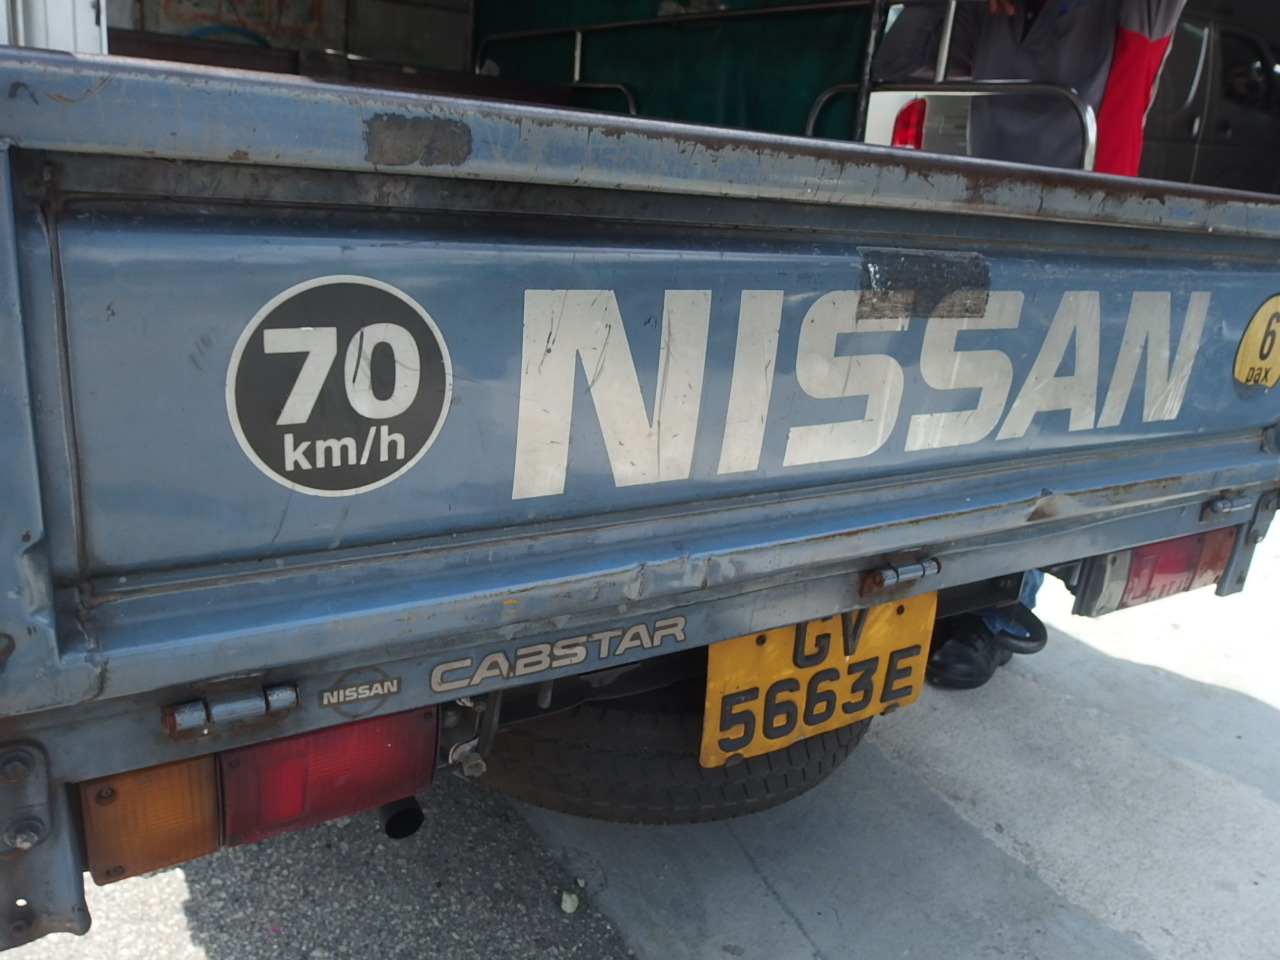 70
km/h
NISSAN
6
pax
NISSAN
CABSTAR
GV
5663E